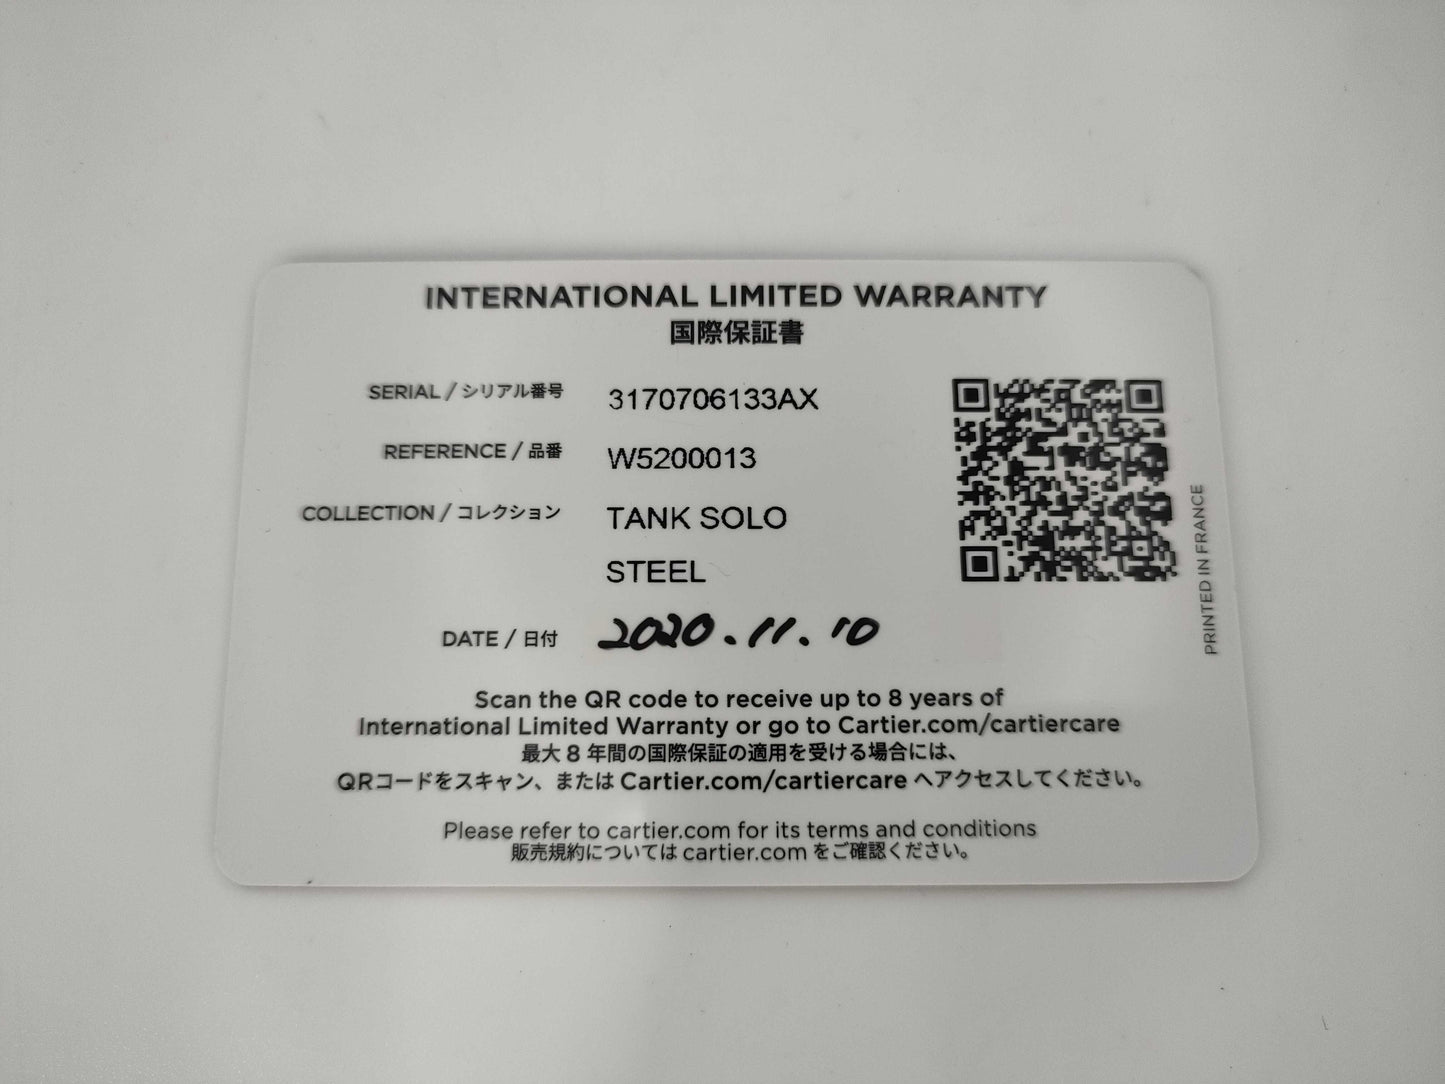 INTERNATIONAL LIMITED WARRANTY
国際保証書
SERIAL / シリアル番号 3170706133AX
REFERENCE / 品番 W5200013
COLLECTION / コレクション TANK SOLO
STEEL
DATE / 日付 2020.11.10
PRINTED IN FRANCE
Scan the QR code to receive up to 8 years of
International Limited Warranty or go to Cartier.com/cartiercare
最大 8 年間の国際保証の適用を受ける場合には、
QRコードをスキャン、または Cartier.com/cartiercare へアクセスしてください。
Please refer to cartier.com for its terms and conditions
販売規約については cartier.com をご確認ください。